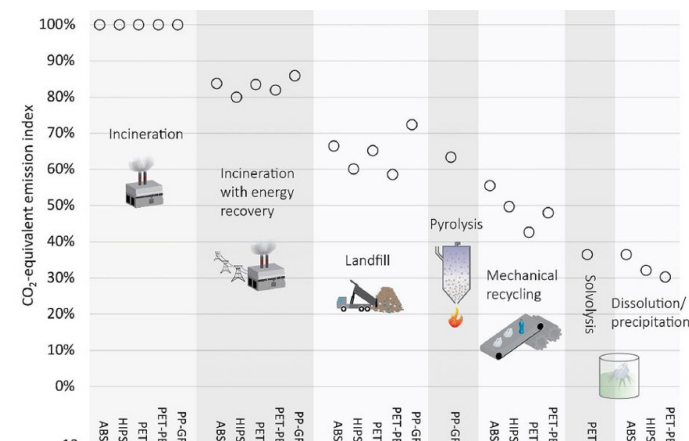 100%
90%
80%
70%
60%
50%
40%
30%
20%
10%
0%
CO₂-equivalent emission index
Incineration
Incineration
with energy
recovery
Landfill
Pyrolysis
Mechanical
recycling
Solvolysis
Dissolution/
precipitation
ABS
HIPS
PET
PET-PE
PP-GF
ABS
HIPS
PET
PET-PE
PP-GF
ABS
HIPS
PET
PET-PE
PP-GF
PP-GF
ABS
HIPS
PET
PET-PE
PET
ABS
HIPS
PET-PE